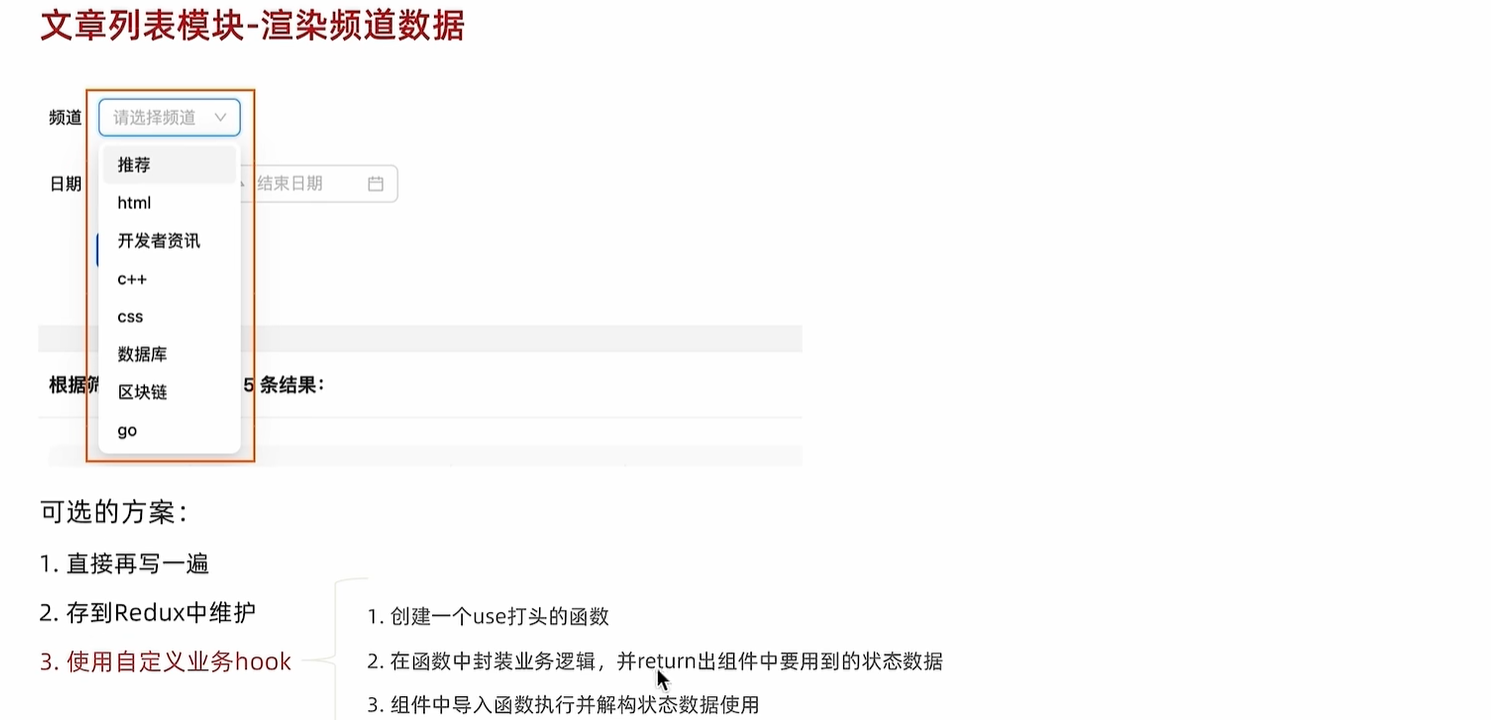 文章列表模块-渲染频道数据
频道 请选择频道
推荐
日期 结束日期
html
开发者资讯
c++
css
数据库
根据筛 5 条结果：
区块链
go
可选的方案：
1. 直接再写一遍
2. 存到Redux中维护
3. 使用自定义业务hook
1. 创建一个use打头的函数
2. 在函数中封装业务逻辑，并return出组件中要用到的状态数据
3. 组件中导入函数执行并解构状态数据使用